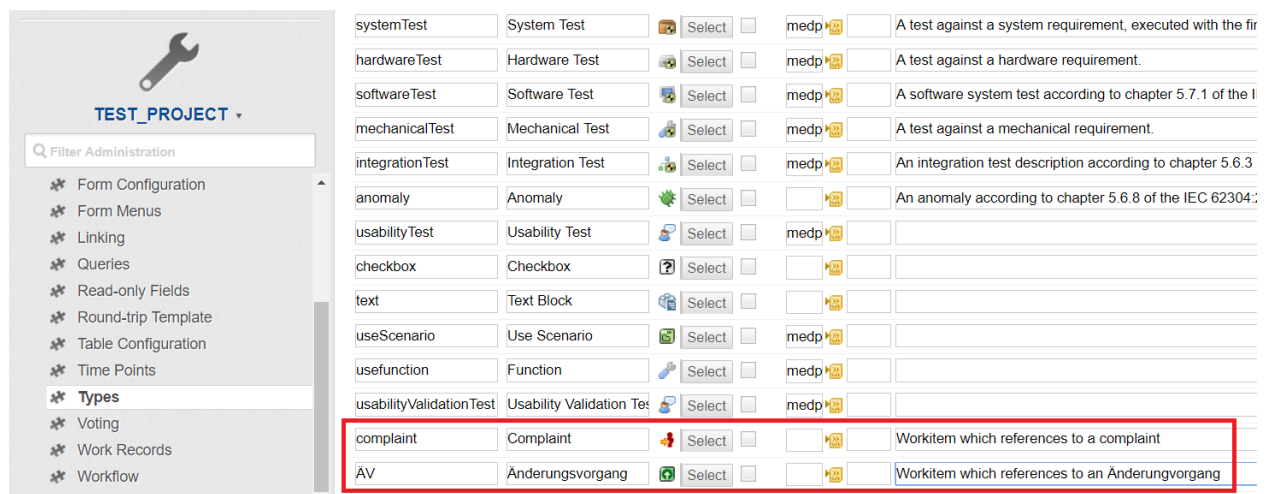 TEST_PROJECT
Filter Administration
Form Configuration
Form Menus
Linking
Queries
Read-only Fields
Round-trip Template
Table Configuration
Time Points
Types
Voting
Work Records
Workflow
systemTest System Test Select medp A test against a system requirement, executed with the fir
hardwareTest Hardware Test Select medp A test against a hardware requirement.
softwareTest Software Test Select medp A software system test according to chapter 5.7.1 of the I
mechanicalTest Mechanical Test Select medp A test against a mechanical requirement.
integrationTest Integration Test Select medp An integration test description according to chapter 5.6.3
anomaly Anomaly Select An anomaly according to chapter 5.6.8 of the IEC 62304:2
usabilityTest Usability Test Select medp
checkbox Checkbox Select
text Text Block Select
useScenario Use Scenario Select medp
usefunction Function Select medp
usabilityValidationTest Usability Validation Tes Select medp
complaint Complaint Select Workitem which references to a complaint
ÄV Änderungsvorgang Select Workitem which references to an Änderungvorgang